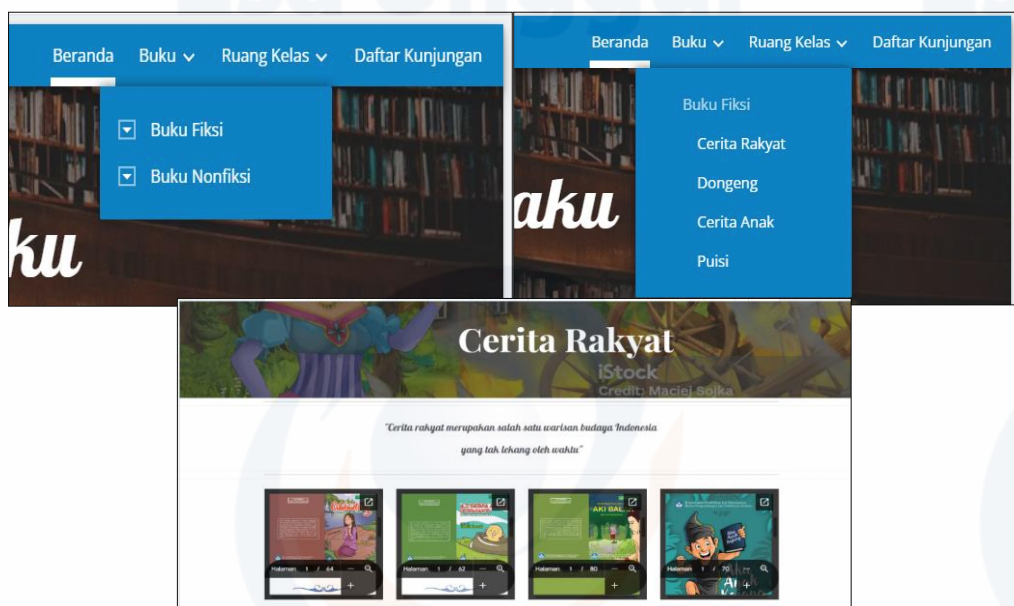 Beranda Buku Ruang Kelas Daftar Kunjungan
Buku Fiksi
Buku Nonfiksi
ku
Beranda Buku Ruang Kelas Daftar Kunjungan
Buku Fiksi
Cerita Rakyat
Dongeng
Cerita Anak
Puisi
aku
Cerita Rakyat
iStock
Credit: Maciej Sojka
"Cerita rakyat merupakan salah satu warisan budaya Indonesia
yang tak lekang oleh waktu"
AKI BAL
Halaman 1 / 64
Halaman 1 / 62
Halaman 1 / 80
Halaman 1 / 70